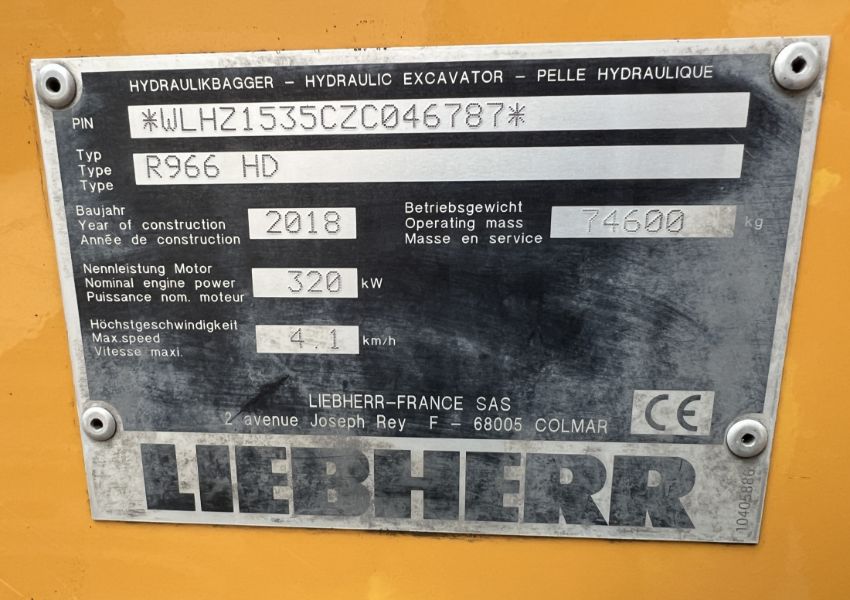 HYDRAULIKBAGGER – HYDRAULIC EXCAVATOR – PELLE HYDRAULIQUE
PIN *WLHZ1535CZC046787*
Typ
Type R966 HD
Type
Baujahr
Year of construction 2018
Année de construction
Betriebsgewicht
Operating mass 74600 kg
Masse en service
Nennleistung Motor
Nominal engine power 320 kW
Puissance nom. moteur
Höchstgeschwindigkeit
Max.speed 4.1 km/h
Vitesse maxi.
LIEBHERR–FRANCE SAS
2 avenue Joseph Rey F – 68005 COLMAR
CE
LIEBHERR